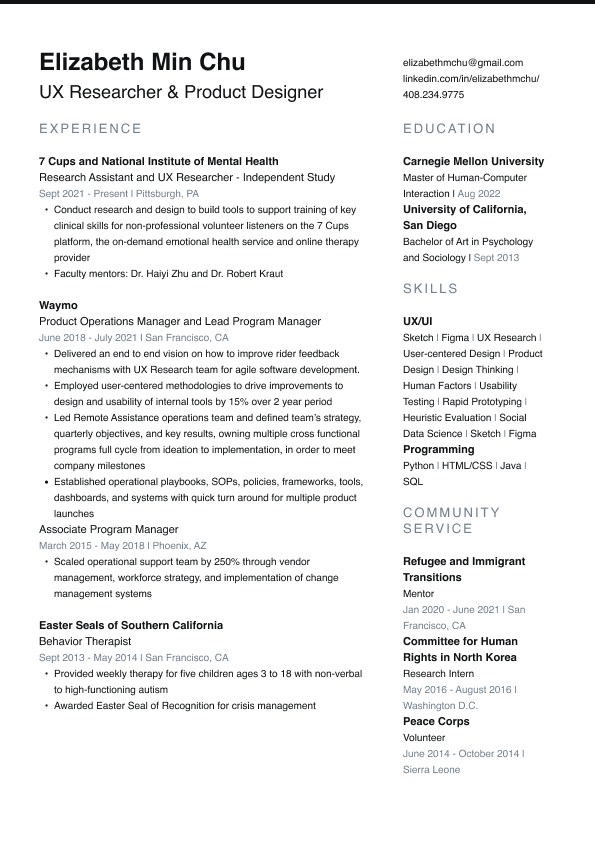 Elizabeth Min Chu
UX Researcher & Product Designer
elizabethmchu@gmail.com
linkedin.com/in/elizabethmchu/
408.234.9775
EXPERIENCE
7 Cups and National Institute of Mental Health
Research Assistant and UX Researcher - Independent Study
Sept 2021 - Present | Pittsburgh, PA
• Conduct research and design to build tools to support training of key
clinical skills for non-professional volunteer listeners on the 7 Cups
platform, the on-demand emotional health service and online therapy
provider
• Faculty mentors: Dr. Haiyi Zhu and Dr. Robert Kraut
Waymo
Product Operations Manager and Lead Program Manager
June 2018 - July 2021 | San Francisco, CA
• Delivered an end to end vision on how to improve rider feedback
mechanisms with UX Research team for agile software development.
• Employed user-centered methodologies to drive improvements to
design and usability of internal tools by 15% over 2 year period
• Led Remote Assistance operations team and defined team's strategy,
quarterly objectives, and key results, owning multiple cross functional
programs full cycle from ideation to implementation, in order to meet
company milestones
• Established operational playbooks, SOPs, policies, frameworks, tools,
dashboards, and systems with quick turn around for multiple product
launches
Associate Program Manager
March 2015 - May 2018 | Phoenix, AZ
• Scaled operational support team by 250% through vendor
management, workforce strategy, and implementation of change
management systems
Easter Seals of Southern California
Behavior Therapist
Sept 2013 - May 2014 | San Francisco, CA
• Provided weekly therapy for five children ages 3 to 18 with non-verbal
to high-functioning autism
• Awarded Easter Seal of Recognition for crisis management
EDUCATION
Carnegie Mellon University
Master of Human-Computer
Interaction | Aug 2022
University of California,
San Diego
Bachelor of Art in Psychology
and Sociology | Sept 2013
SKILLS
UX/UI
Sketch | Figma | UX Research |
User-centered Design | Product
Design | Design Thinking |
Human Factors | Usability
Testing | Rapid Prototyping |
Heuristic Evaluation | Social
Data Science | Sketch | Figma
Programming
Python | HTML/CSS | Java |
SQL
COMMUNITY
SERVICE
Refugee and Immigrant
Transitions
Mentor
Jan 2020 - June 2021 | San
Francisco, CA
Committee for Human
Rights in North Korea
Research Intern
May 2016 - August 2016 |
Washington D.C.
Peace Corps
Volunteer
June 2014 - October 2014 |
Sierra Leone